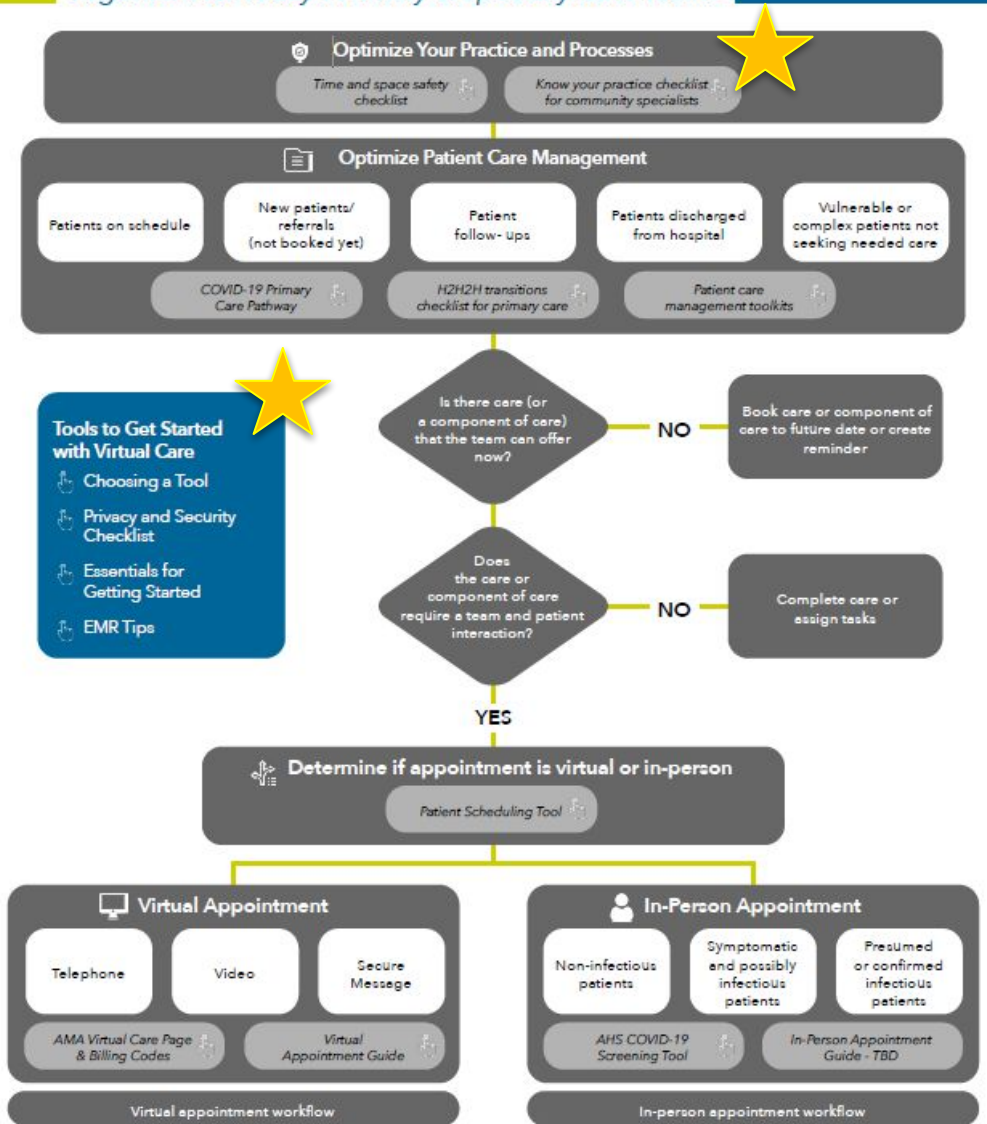 Optimize Your Practice and Processes
Time and space safety
checklist
Know your practice checklist
for community specialists
Optimize Patient Care Management
Patients on schedule
New patients/
referrals
(not booked yet)
Patient
follow- ups
Patients discharged
from hospital
Vulnerable or
complex patients not
seeking needed care
COVID-19 Primary
Care Pathway
H2H2H transitions
checklist for primary care
Patient care
management toolkits
Tools to Get Started
with Virtual Care
Choosing a Tool
Privacy and Security
Checklist
Essentials for
Getting Started
EMR Tips
Is there care (or
a component of care)
that the team can offer
now?
NO
Book care or component of
care to future date or create
reminder
Does
the care or
component of care
require a team and patient
interaction?
NO
Complete care or
assign tasks
YES
Determine if appointment is virtual or in-person
Patient Scheduling Tool
Virtual Appointment
Telephone
Video
Secure
Message
AMA Virtual Care Page
& Billing Codes
Virtual
Appointment Guide
Virtual appointment workflow
In-Person Appointment
Non-infectious
patients
Symptomatic
and possibly
infectious
patients
Presumed
or confirmed
infectious
patients
AHS COVID-19
Screening Tool
In-Person Appointment
Guide - TBD
In-person appointment workflow